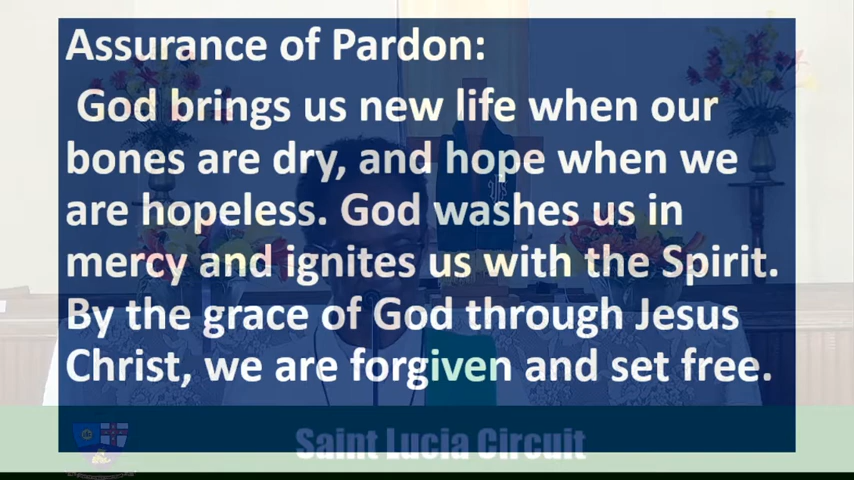 Assurance of Pardon:
God brings us new life when our
bones are dry, and hope when we
are hopeless. God washes us in
mercy and ignites us with the Spirit.
By the grace of God through Jesus
Christ, we are forgiven and set free.
Saint Lucia Circuit